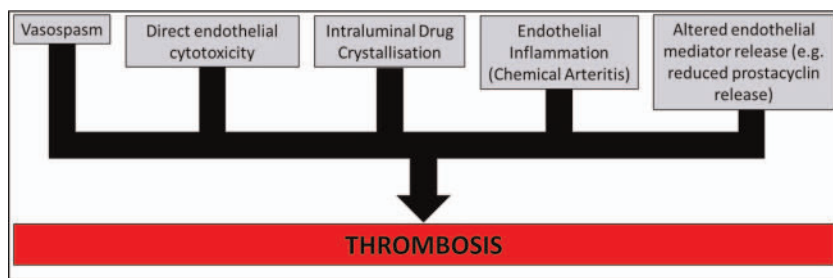 Vasospasm
Direct endothelial
cytotoxicity
Intraluminal Drug
Crystallisation
Endothelial
Inflammation
(Chemical Arteritis)
Altered endothelial
mediator release (e.g.
reduced prostacyclin
release)
THROMBOSIS